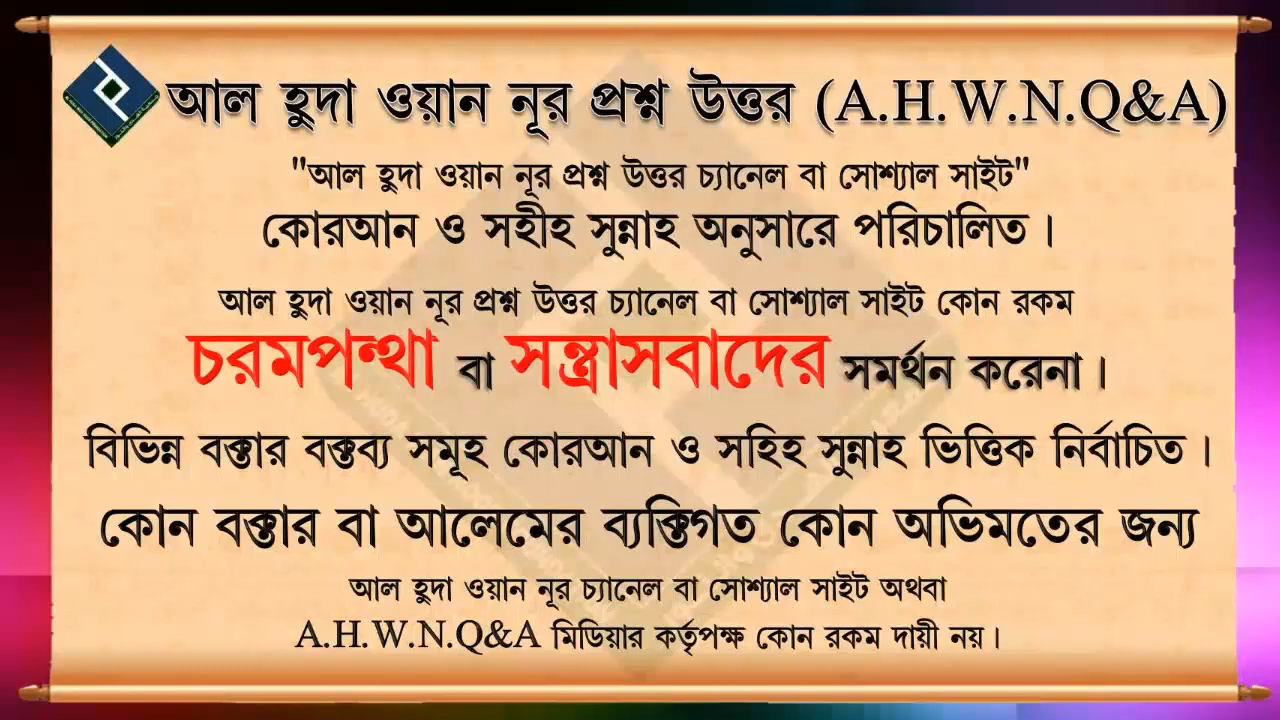 আল হুদা ওয়ান নূর প্রশ্ন উত্তর (A.H.W.N.Q&A)
"আল হুদা ওয়ান নূর প্রশ্ন উত্তর চ্যানেল বা সোশ্যাল সাইট"
কোরআন ও সহীহ সুন্নাহ অনুসারে পরিচালিত।
আল হুদা ওয়ান নূর প্রশ্ন উত্তর চ্যানেল বা সোশ্যাল সাইট কোন রকম
চরমপন্থা বা সন্ত্রাসবাদের সমর্থন করেনা।
বিভিন্ন বক্তার বক্তব্য সমূহ কোরআন ও সহিহ সুন্নাহ ভিত্তিক নির্বাচিত।
কোন বক্তার বা আলেমের ব্যক্তিগত কোন অভিমতের জন্য
আল হুদা ওয়ান নূর চ্যানেল বা সোশ্যাল সাইট অথবা
A.H.W.N.Q&A মিডিয়ার কর্তৃপক্ষ কোন রকম দায়ী নয়।